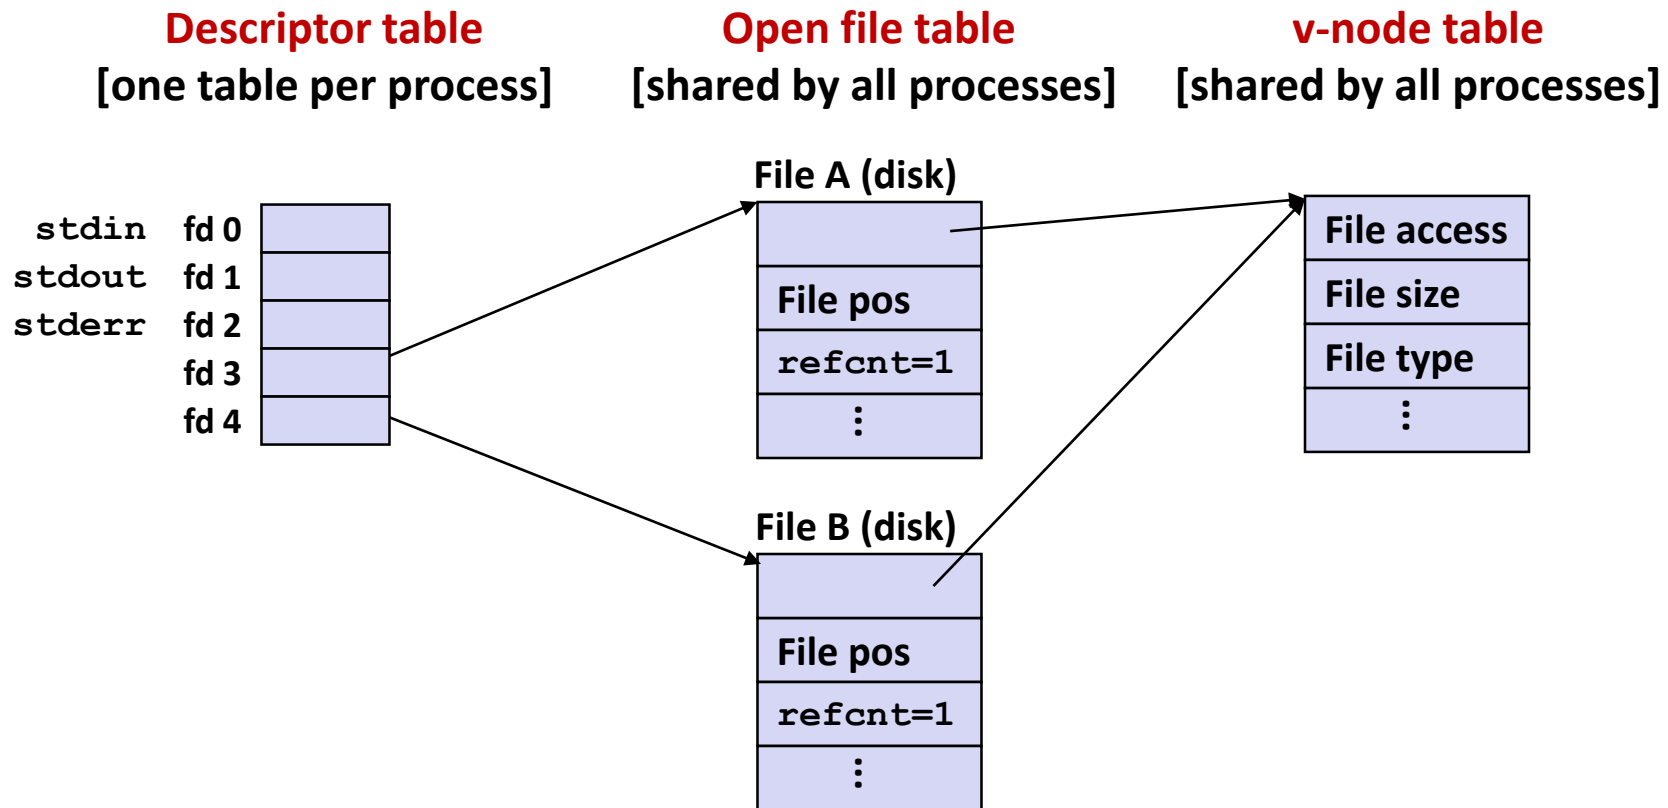 Descriptor table
[one table per process]
Open file table
[shared by all processes]
v-node table
[shared by all processes]
stdin fd 0
stdout fd 1
stderr fd 2
fd 3
fd 4
File A (disk)
File pos
refcnt=1
⋮
File B (disk)
File pos
refcnt=1
⋮
File access
File size
File type
⋮